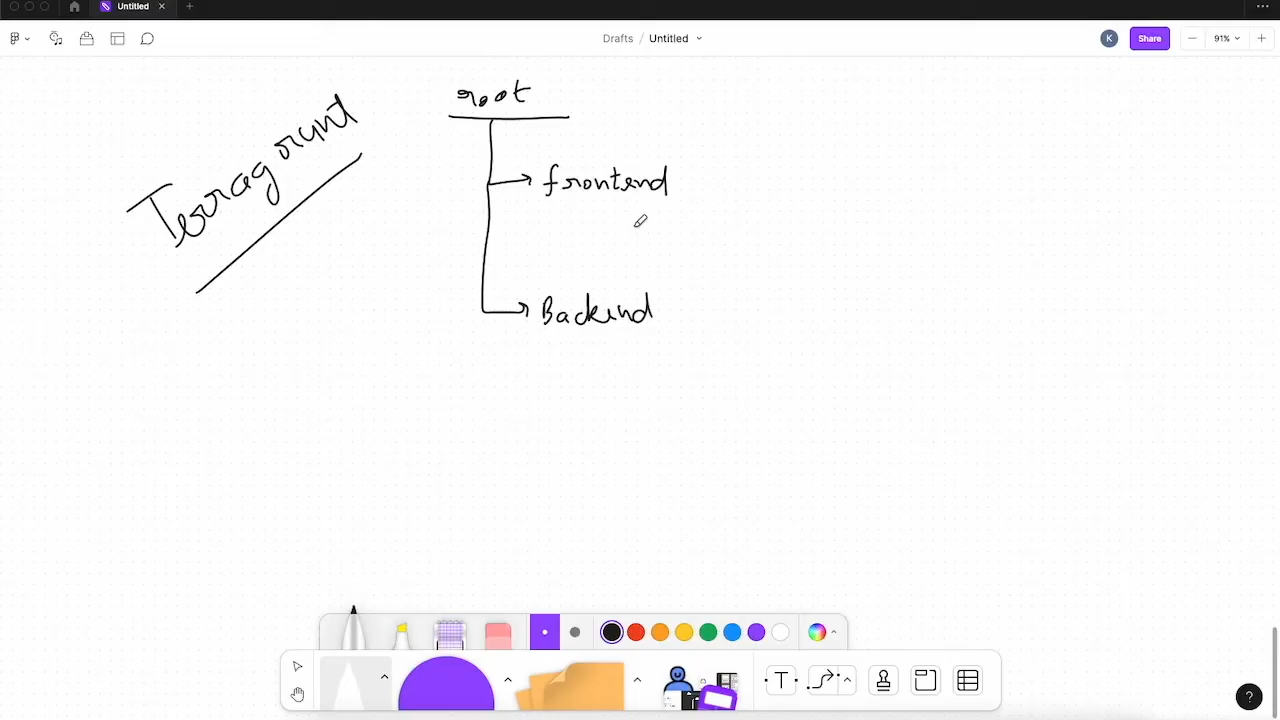 Untitled
Drafts / Untitled
K
Share
91%
root
Terragrunt
frontend
Backend
T
?